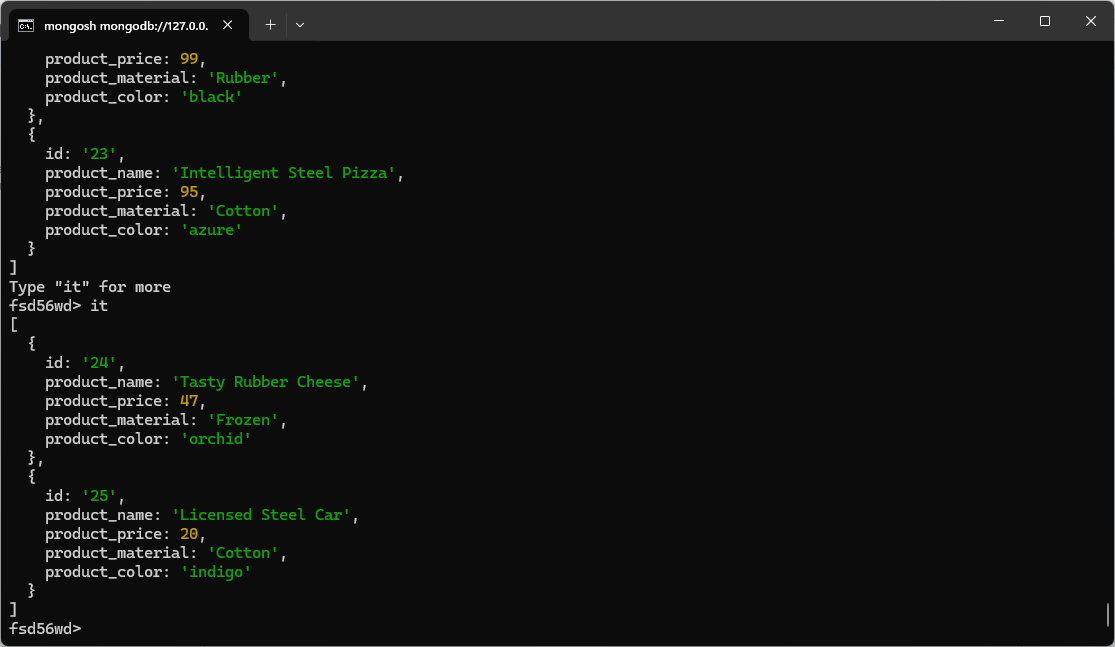 mongosh mongodb://127.0.0.
product_price: 99,
product_material: 'Rubber',
product_color: 'black'
},
{
id: '23',
product_name: 'Intelligent Steel Pizza',
product_price: 95,
product_material: 'Cotton',
product_color: 'azure'
}
]
Type "it" for more
fsd56wd> it
[
{
id: '24',
product_name: 'Tasty Rubber Cheese',
product_price: 47,
product_material: 'Frozen',
product_color: 'orchid'
},
{
id: '25',
product_name: 'Licensed Steel Car',
product_price: 20,
product_material: 'Cotton',
product_color: 'indigo'
}
]
fsd56wd>